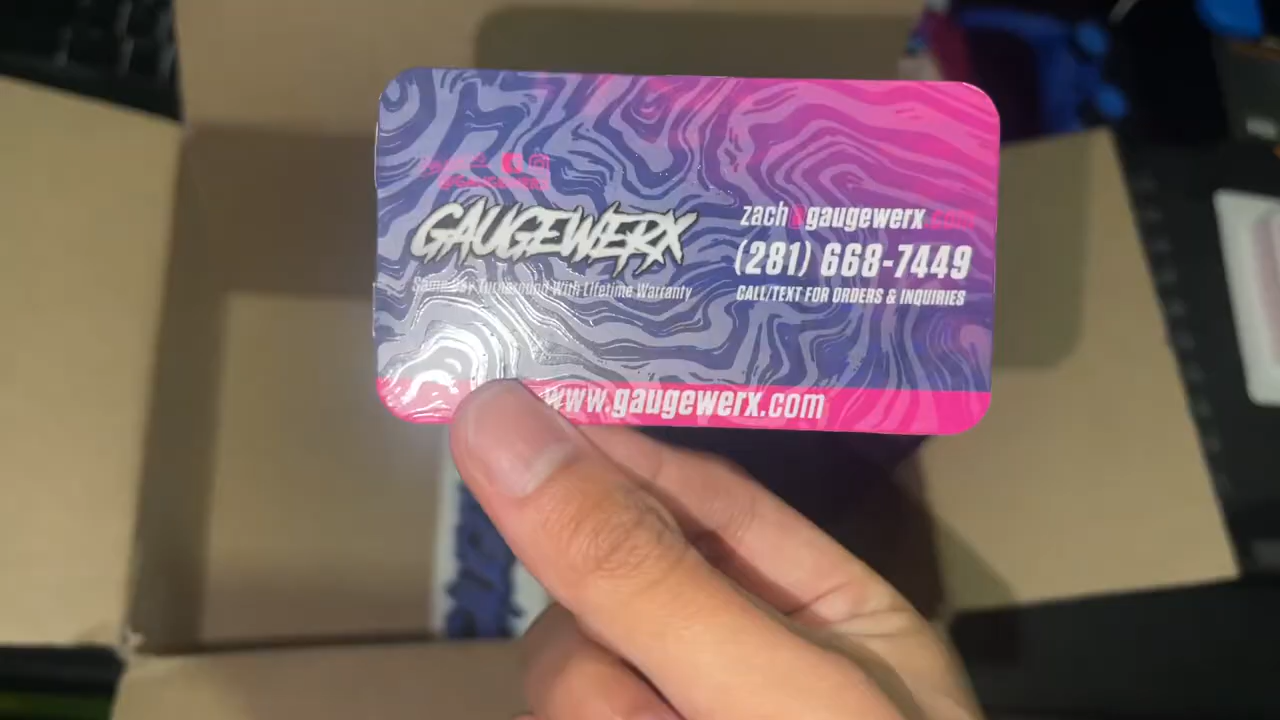 GAUGEWERX
Same Day Turnaround With Lifetime Warranty
zach@gaugewerx.com
(281) 668-7449
CALL/TEXT FOR ORDERS & INQUIRIES
www.gaugewerx.com